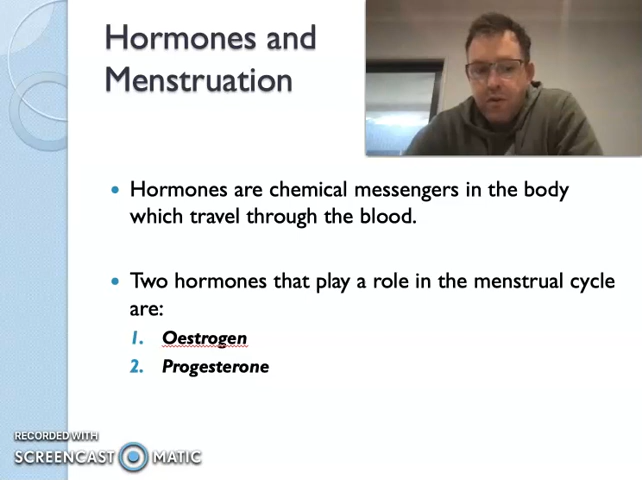 Hormones and
Menstruation
Hormones are chemical messengers in the body
which travel through the blood.
Two hormones that play a role in the menstrual cycle
are:
1. Oestrogen
2. Progesterone
RECORDED WITH
SCREENCAST MATIC